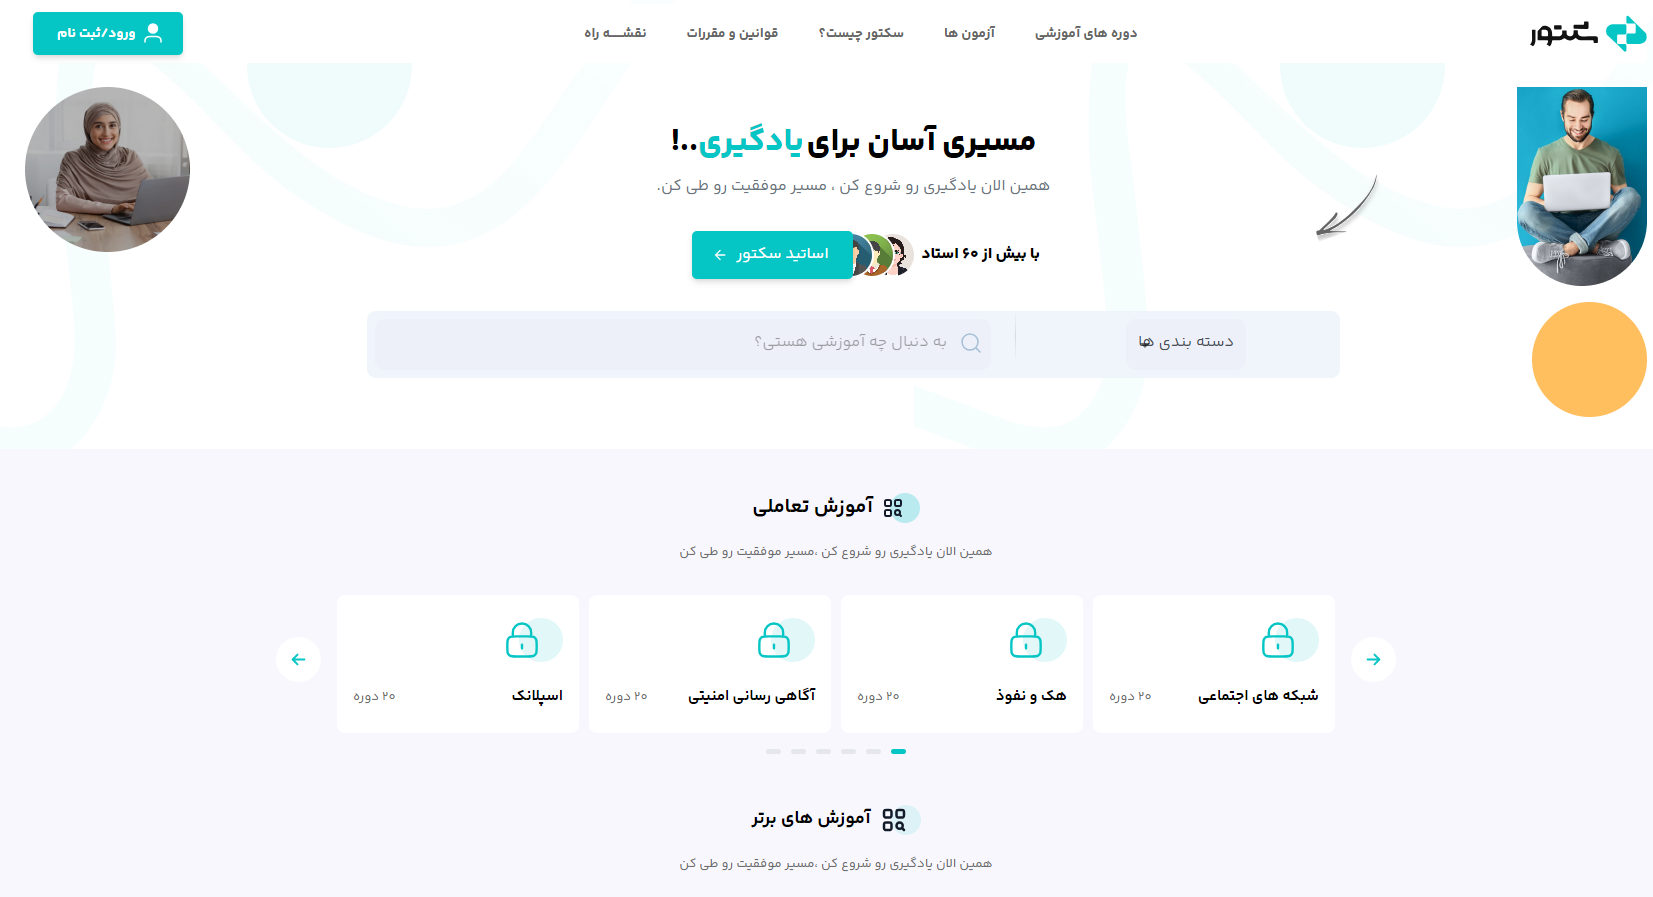 سکتور
دوره های آموزشی
آزمون ها
سکتور چیست؟
قوانین و مقررات
نقشـــه راه
ورود/ثبت نام
مسیری آسان برای یادگیری..!
همین الان یادگیری رو شروع کن ، مسیر موفقیت رو طی کن.
با بیش از ۶۰ استاد
اساتید سکتور
دسته بندی ها
به دنبال چه آموزشی هستی؟
آموزش تعاملی
همین الان یادگیری رو شروع کن ،مسیر موفقیت رو طی کن
شبکه های اجتماعی
۲۰ دوره
هک و نفوذ
۲۰ دوره
آگاهی رسانی امنیتی
۲۰ دوره
اسپلانک
۲۰ دوره
آموزش های برتر
همین الان یادگیری رو شروع کن ،مسیر موفقیت رو طی کن